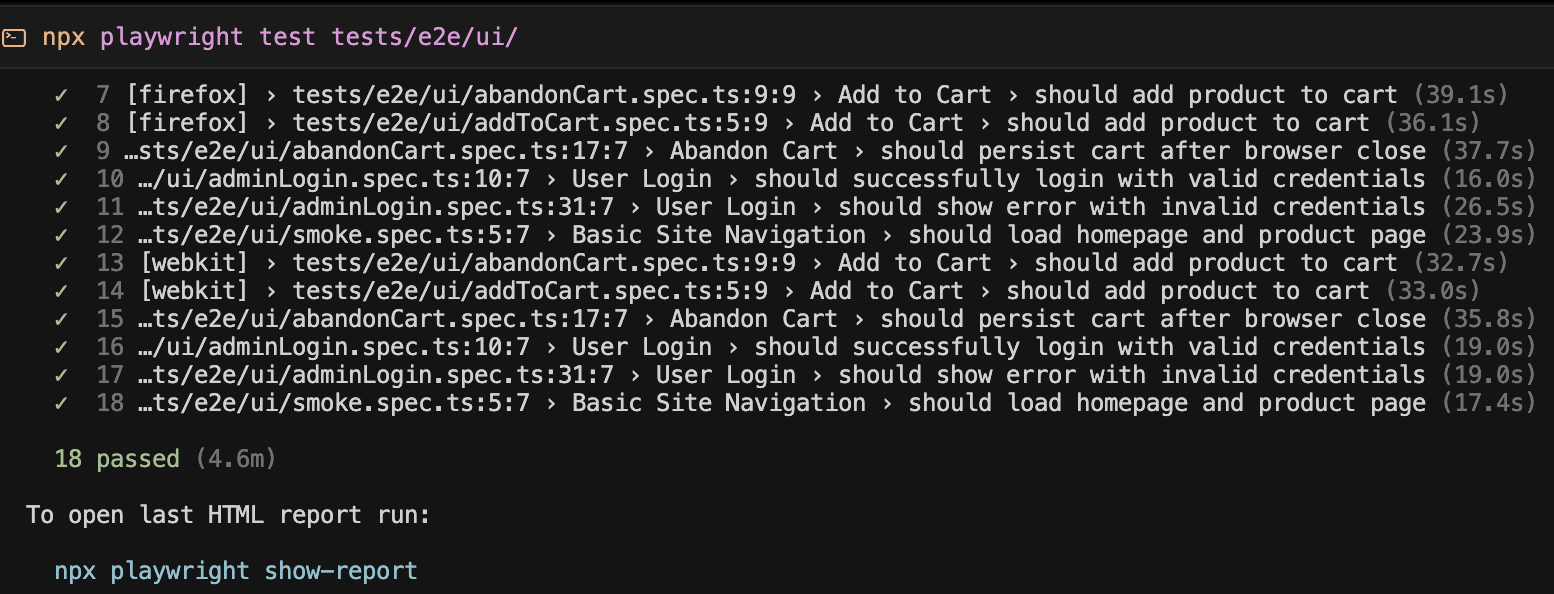 npx playwright test tests/e2e/ui/
✓ 7 [firefox] › tests/e2e/ui/abandonCart.spec.ts:9:9 › Add to Cart › should add product to cart (39.1s)
✓ 8 [firefox] › tests/e2e/ui/addToCart.spec.ts:5:9 › Add to Cart › should add product to cart (36.1s)
✓ 9 …sts/e2e/ui/abandonCart.spec.ts:17:7 › Abandon Cart › should persist cart after browser close (37.7s)
✓ 10 …/ui/adminLogin.spec.ts:10:7 › User Login › should successfully login with valid credentials (16.0s)
✓ 11 …ts/e2e/ui/adminLogin.spec.ts:31:7 › User Login › should show error with invalid credentials (26.5s)
✓ 12 …ts/e2e/ui/smoke.spec.ts:5:7 › Basic Site Navigation › should load homepage and product page (23.9s)
✓ 13 [webkit] › tests/e2e/ui/abandonCart.spec.ts:9:9 › Add to Cart › should add product to cart (32.7s)
✓ 14 [webkit] › tests/e2e/ui/addToCart.spec.ts:5:9 › Add to Cart › should add product to cart (33.0s)
✓ 15 …ts/e2e/ui/abandonCart.spec.ts:17:7 › Abandon Cart › should persist cart after browser close (35.8s)
✓ 16 …/ui/adminLogin.spec.ts:10:7 › User Login › should successfully login with valid credentials (19.0s)
✓ 17 …ts/e2e/ui/adminLogin.spec.ts:31:7 › User Login › should show error with invalid credentials (19.0s)
✓ 18 …ts/e2e/ui/smoke.spec.ts:5:7 › Basic Site Navigation › should load homepage and product page (17.4s)
18 passed (4.6m)
To open last HTML report run:
npx playwright show-report